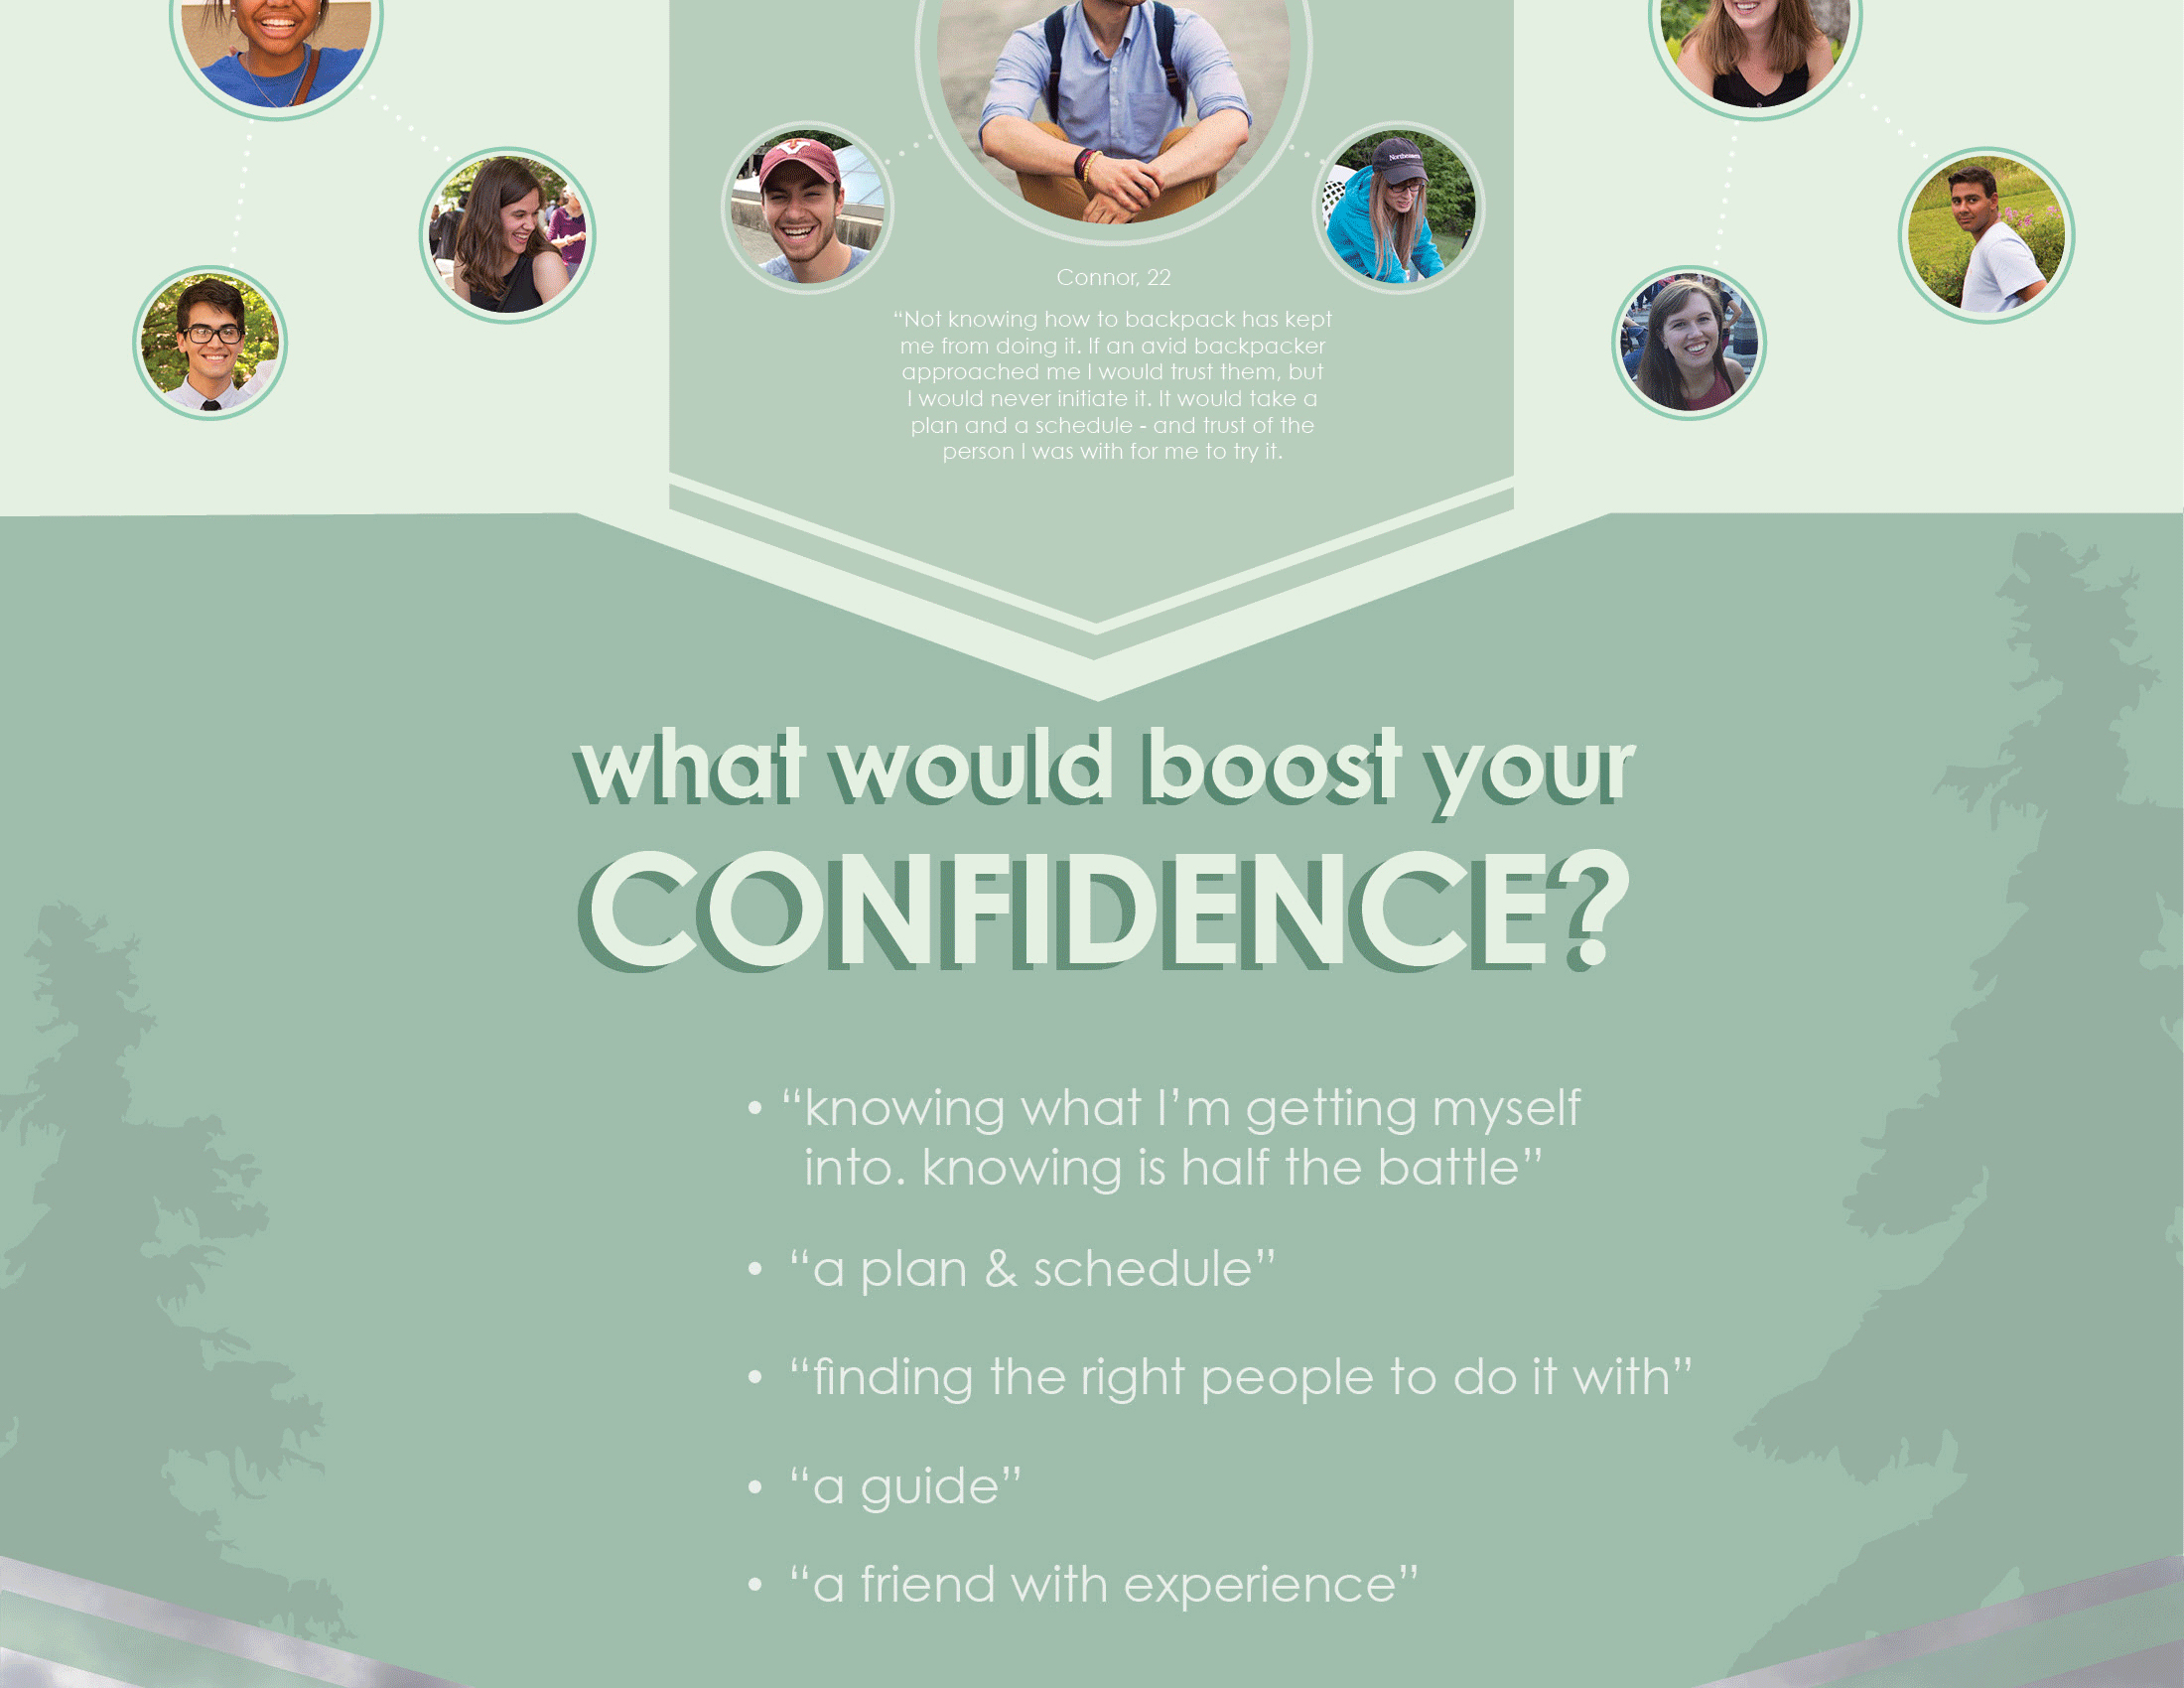 Northeastern
Connor, 22
“Not knowing how to backpack has kept
me from doing it. If an avid backpacker
approached me I would trust them, but
I would never initiate it. It would take a
plan and a schedule - and trust of the
person I was with for me to try it.
what would boost your
CONFIDENCE?
• “knowing what I’m getting myself
into. knowing is half the battle”
• “a plan & schedule”
• “finding the right people to do it with”
• “a guide”
• “a friend with experience”